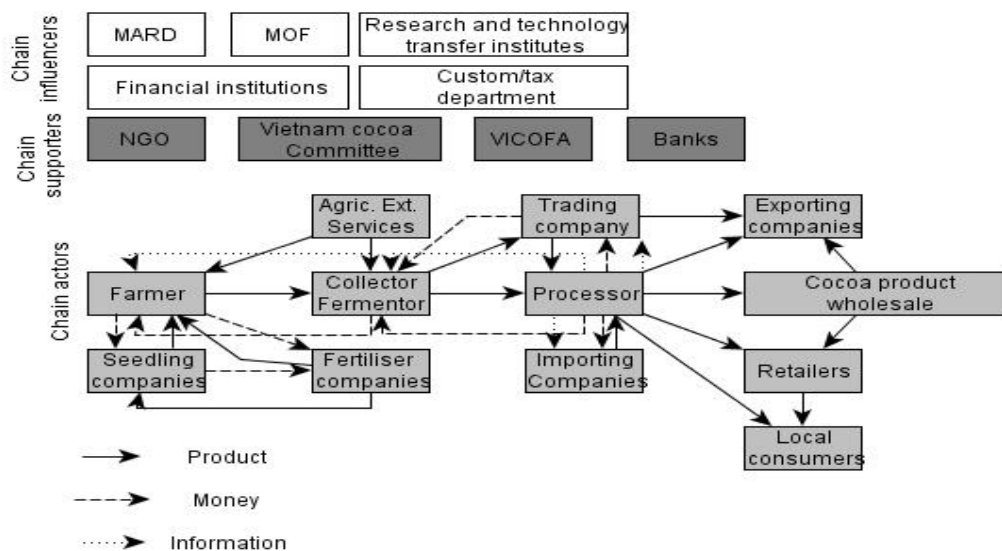 Chain
influencers
MARD
MOF
Research and technology
transfer institutes
Financial institutions
Custom/tax
department
Chain
supporters
NGO
Vietnam cocoa
Committee
VICOFA
Banks
Chain actors
Agric. Ext.
Services
Trading
company
Exporting
companies
Farmer
Collector
Fermentor
Processor
Cocoa product
wholesale
Seedling
companies
Fertiliser
companies
Importing
Companies
Retailers
Local
consumers
Product
Money
Information